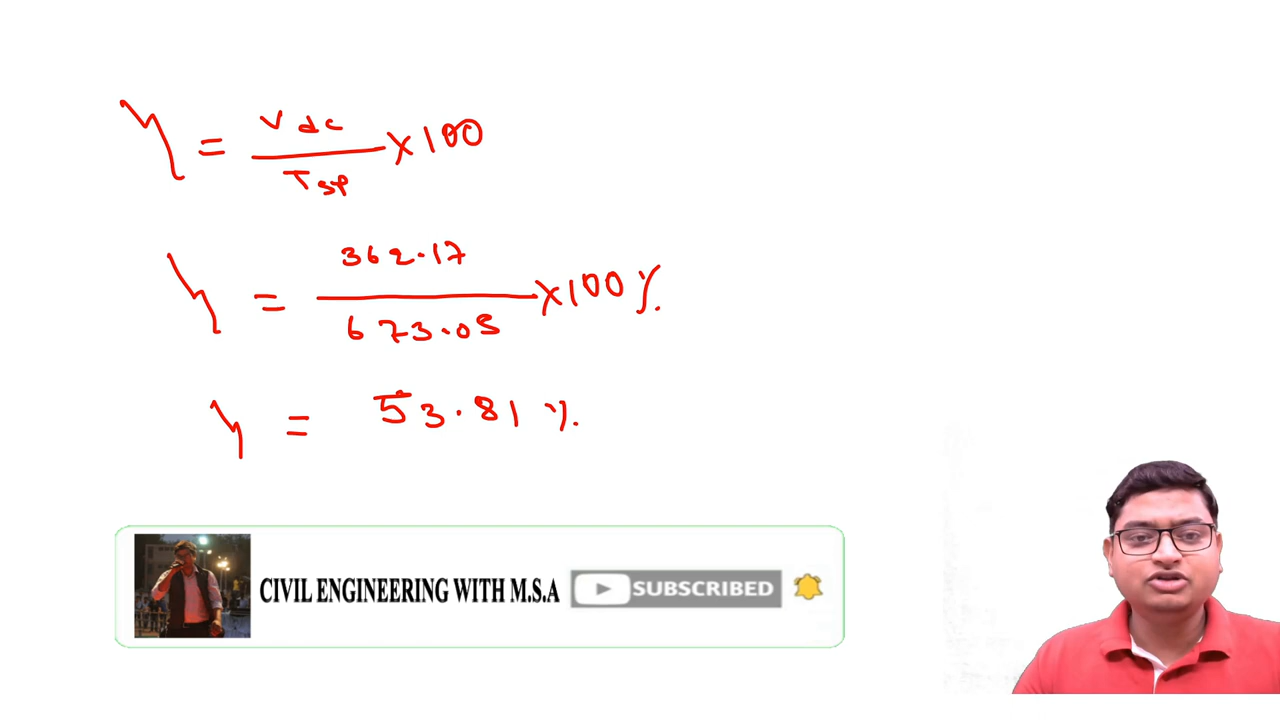 η = Vdc / Tsp × 100
η = 362.17 / 673.05 × 100 %
η = 53.81 %
CIVIL ENGINEERING WITH M.S.A SUBSCRIBED